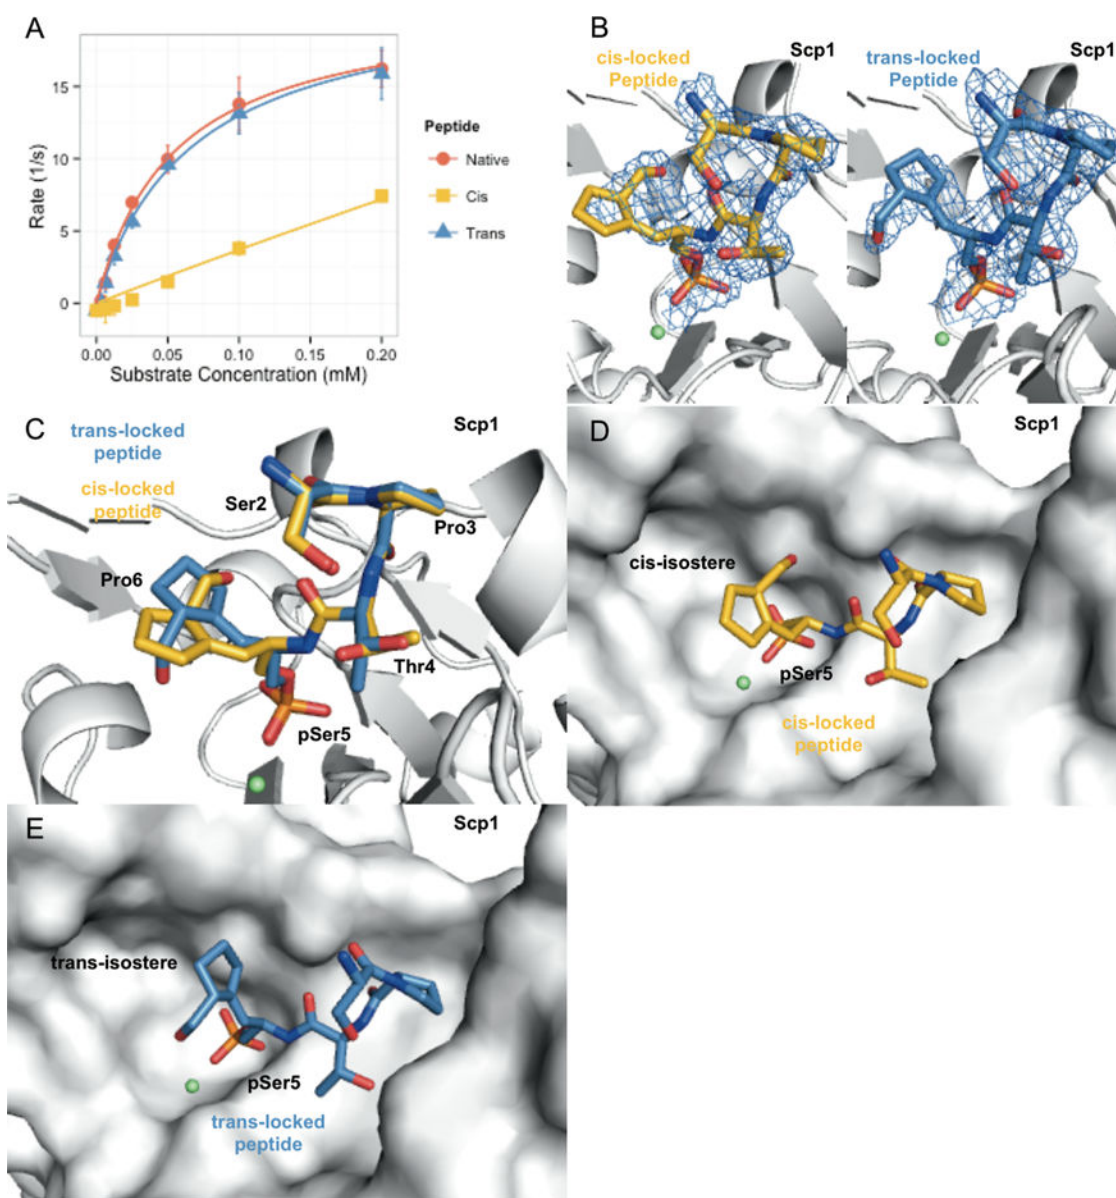 A
15
10
5
0
Rate (1/s)
0.00
0.05
0.10
0.15
0.20
Substrate Concentration (mM)
Peptide
Native
Cis
Trans
B
cis-locked
Peptide
Scp1
trans-locked
Peptide
Scp1
C
trans-locked
peptide
cis-locked
peptide
Scp1
Ser2
Pro3
Pro6
Thr4
pSer5
D
Scp1
cis-isostere
pSer5
cis-locked
peptide
E
Scp1
trans-isostere
pSer5
trans-locked
peptide